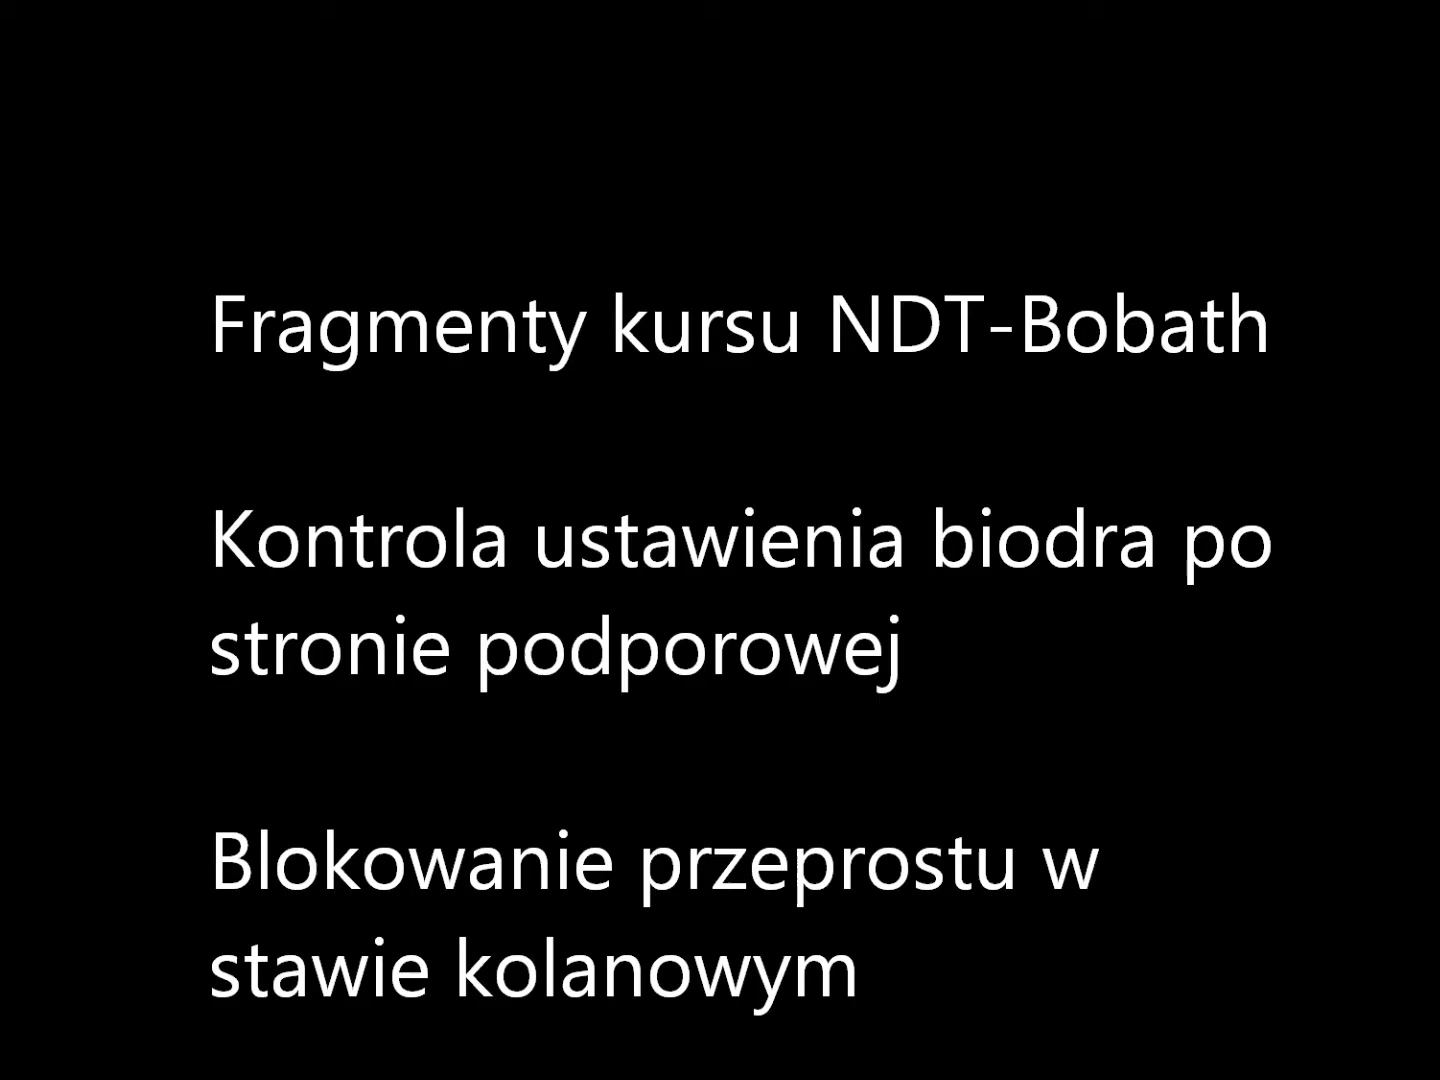 Fragmenty kursu NDT-Bobath
Kontrola ustawienia biodra po
stronie podporowej
Blokowanie przeprostu w
stawie kolanowym